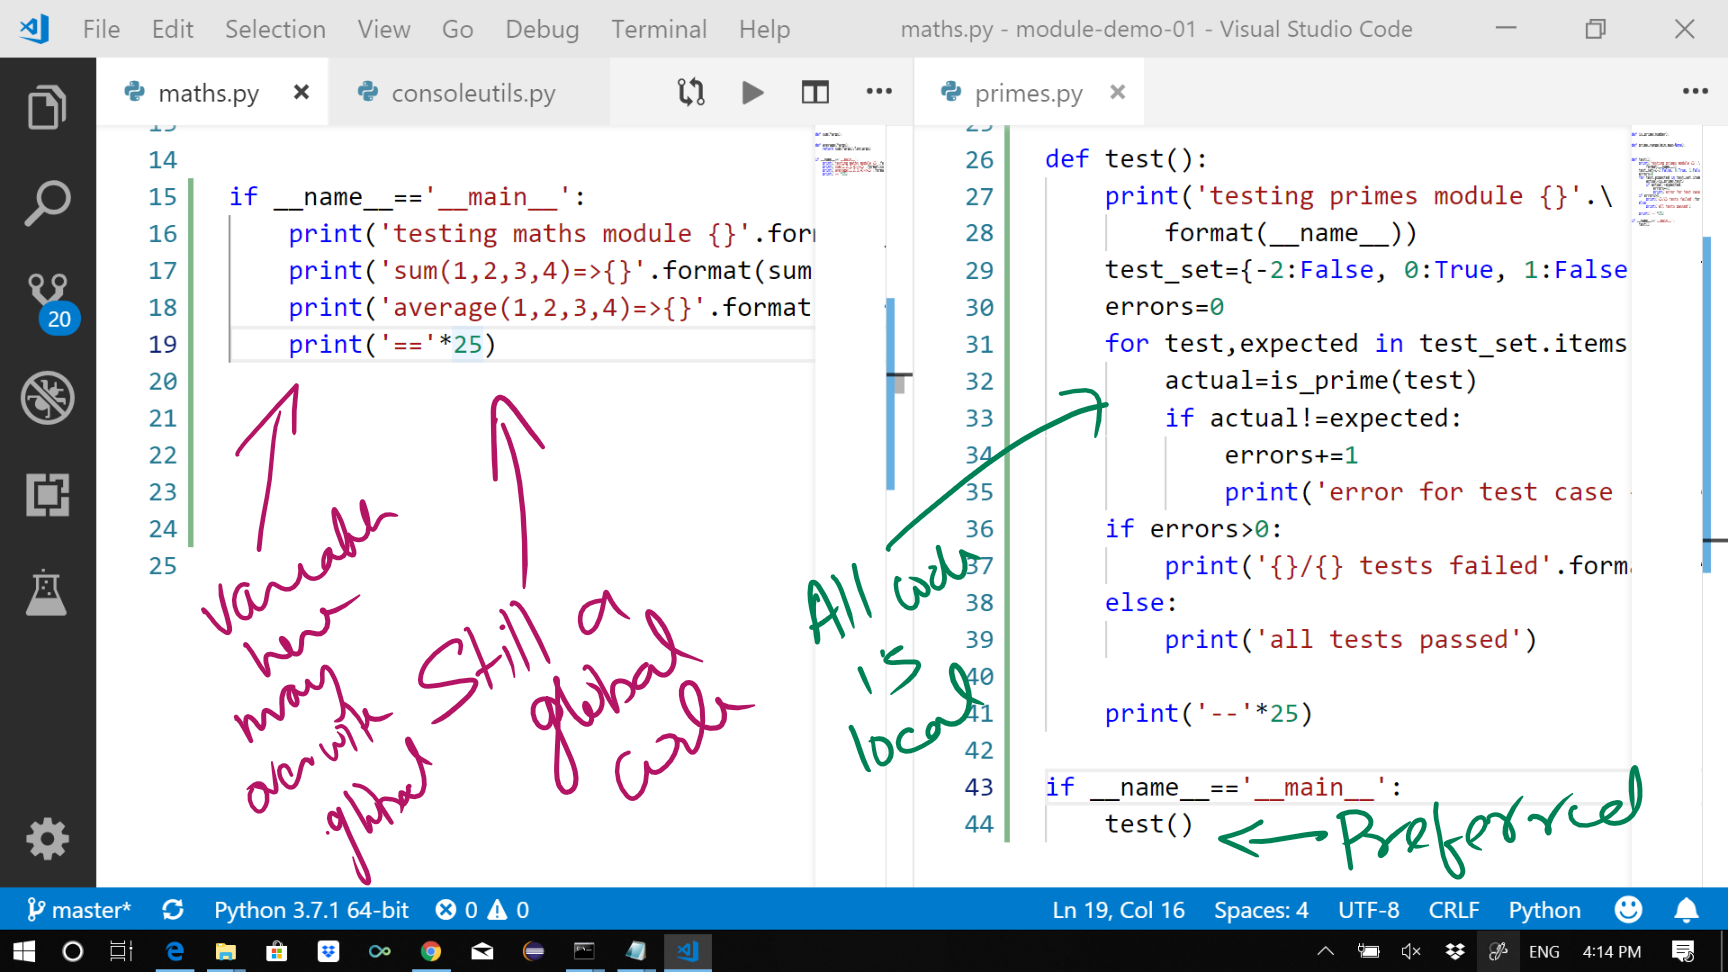 File Edit Selection View Go Debug Terminal Help maths.py - module-demo-01 - Visual Studio Code
maths.py consoleutils.py
14
15 if __name__=='__main__':
16 print('testing maths module {}'.for
17 print('sum(1,2,3,4)=>{}'.format(sum
18 print('average(1,2,3,4)=>{}'.format
19 print('=='*25)
20
21
22
23
24
25
variable
here
may
overwrite
global
Still a
global
code
primes.py
26 def test():
27 print('testing primes module {}'.\
28 format(__name__))
29 test_set={-2:False, 0:True, 1:False
30 errors=0
31 for test,expected in test_set.items
32 actual=is_prime(test)
33 if actual!=expected:
34 errors+=1
35 print('error for test case
36 if errors>0:
37 print('{}/{} tests failed'.form
38 else:
39 print('all tests passed')
40
41 print('--'*25)
42
43 if __name__=='__main__':
44 test()
All code
is
local
Preferred
20
master* Python 3.7.1 64-bit 0 0 Ln 19, Col 16 Spaces: 4 UTF-8 CRLF Python
ENG 4:14 PM